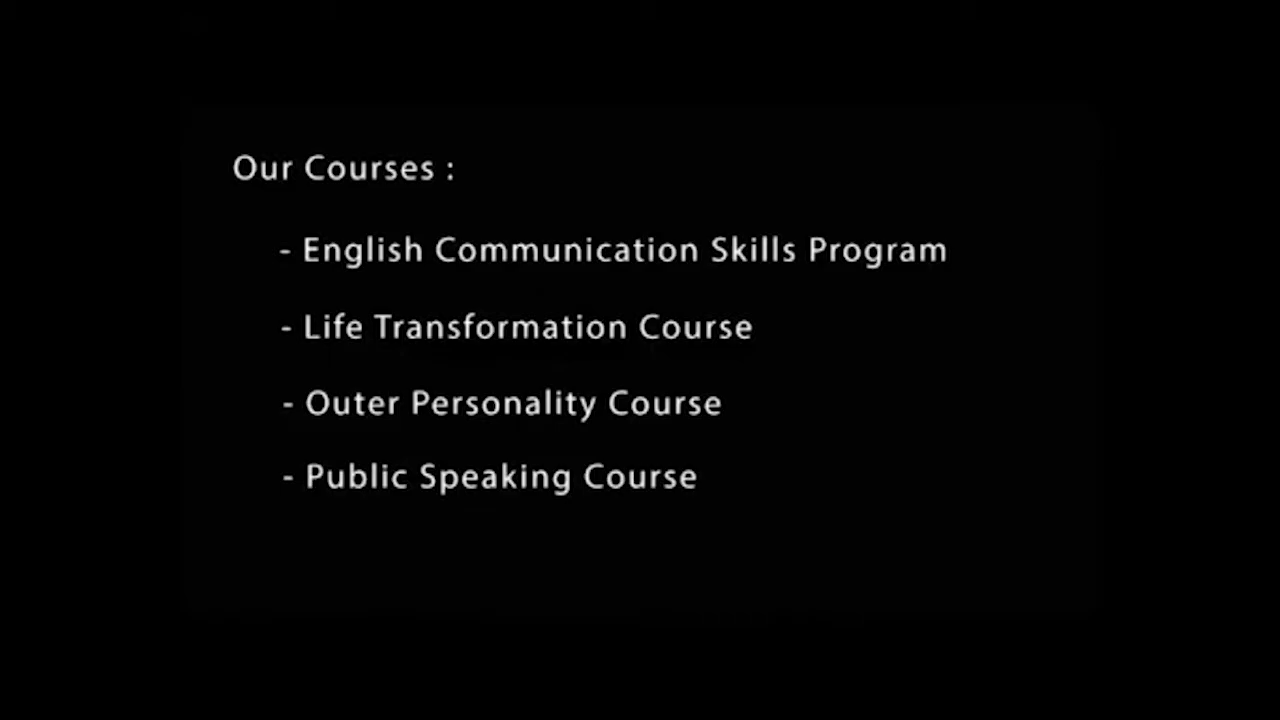 Our Courses :
- English Communication Skills Program
- Life Transformation Course
- Outer Personality Course
- Public Speaking Course